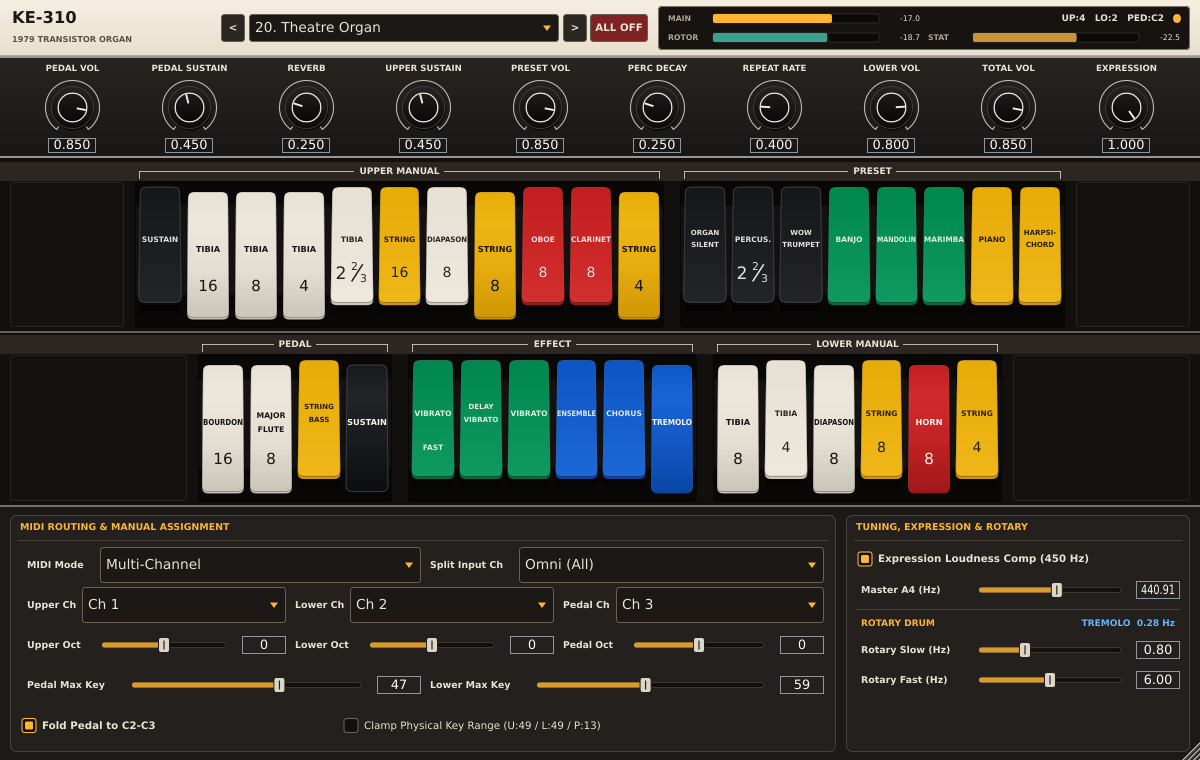 KE-310
1979 TRANSISTOR ORGAN
<
20. Theatre Organ
>
ALL OFF
MAIN -17.0 UP:4 LO:2 PED:C2
ROTOR -18.7 STAT -22.5
PEDAL VOL PEDAL SUSTAIN REVERB UPPER SUSTAIN PRESET VOL PERC DECAY REPEAT RATE LOWER VOL TOTAL VOL EXPRESSION
0.850 0.450 0.250 0.450 0.850 0.250 0.400 0.800 0.850 1.000
UPPER MANUAL
SUSTAIN
TIBIA 16
TIBIA 8
TIBIA 4
TIBIA 2 2/3
STRING 16
DIAPASON 8
STRING 8
OBOE 8
CLARINET 8
STRING 4
PRESET
ORGAN SILENT
PERCUS. 2 2/3
WOW TRUMPET
BANJO
MANDOLIN
MARIMBA
PIANO
HARPSI-CHORD
PEDAL
BOURDON 16
MAJOR FLUTE 8
STRING BASS
SUSTAIN
EFFECT
VIBRATO FAST
DELAY VIBRATO
VIBRATO
ENSEMBLE
CHORUS
TREMOLO
LOWER MANUAL
TIBIA 8
TIBIA 4
DIAPASON 8
STRING 8
HORN 8
STRING 4
MIDI ROUTING & MANUAL ASSIGNMENT
MIDI Mode Multi-Channel Split Input Ch Omni (All)
Upper Ch Ch 1 Lower Ch Ch 2 Pedal Ch Ch 3
Upper Oct 0 Lower Oct 0 Pedal Oct 0
Pedal Max Key 47 Lower Max Key 59
Fold Pedal to C2-C3 Clamp Physical Key Range (U:49 / L:49 / P:13)
TUNING, EXPRESSION & ROTARY
Expression Loudness Comp (450 Hz)
Master A4 (Hz) 440.91
ROTARY DRUM TREMOLO 0.28 Hz
Rotary Slow (Hz) 0.80
Rotary Fast (Hz) 6.00